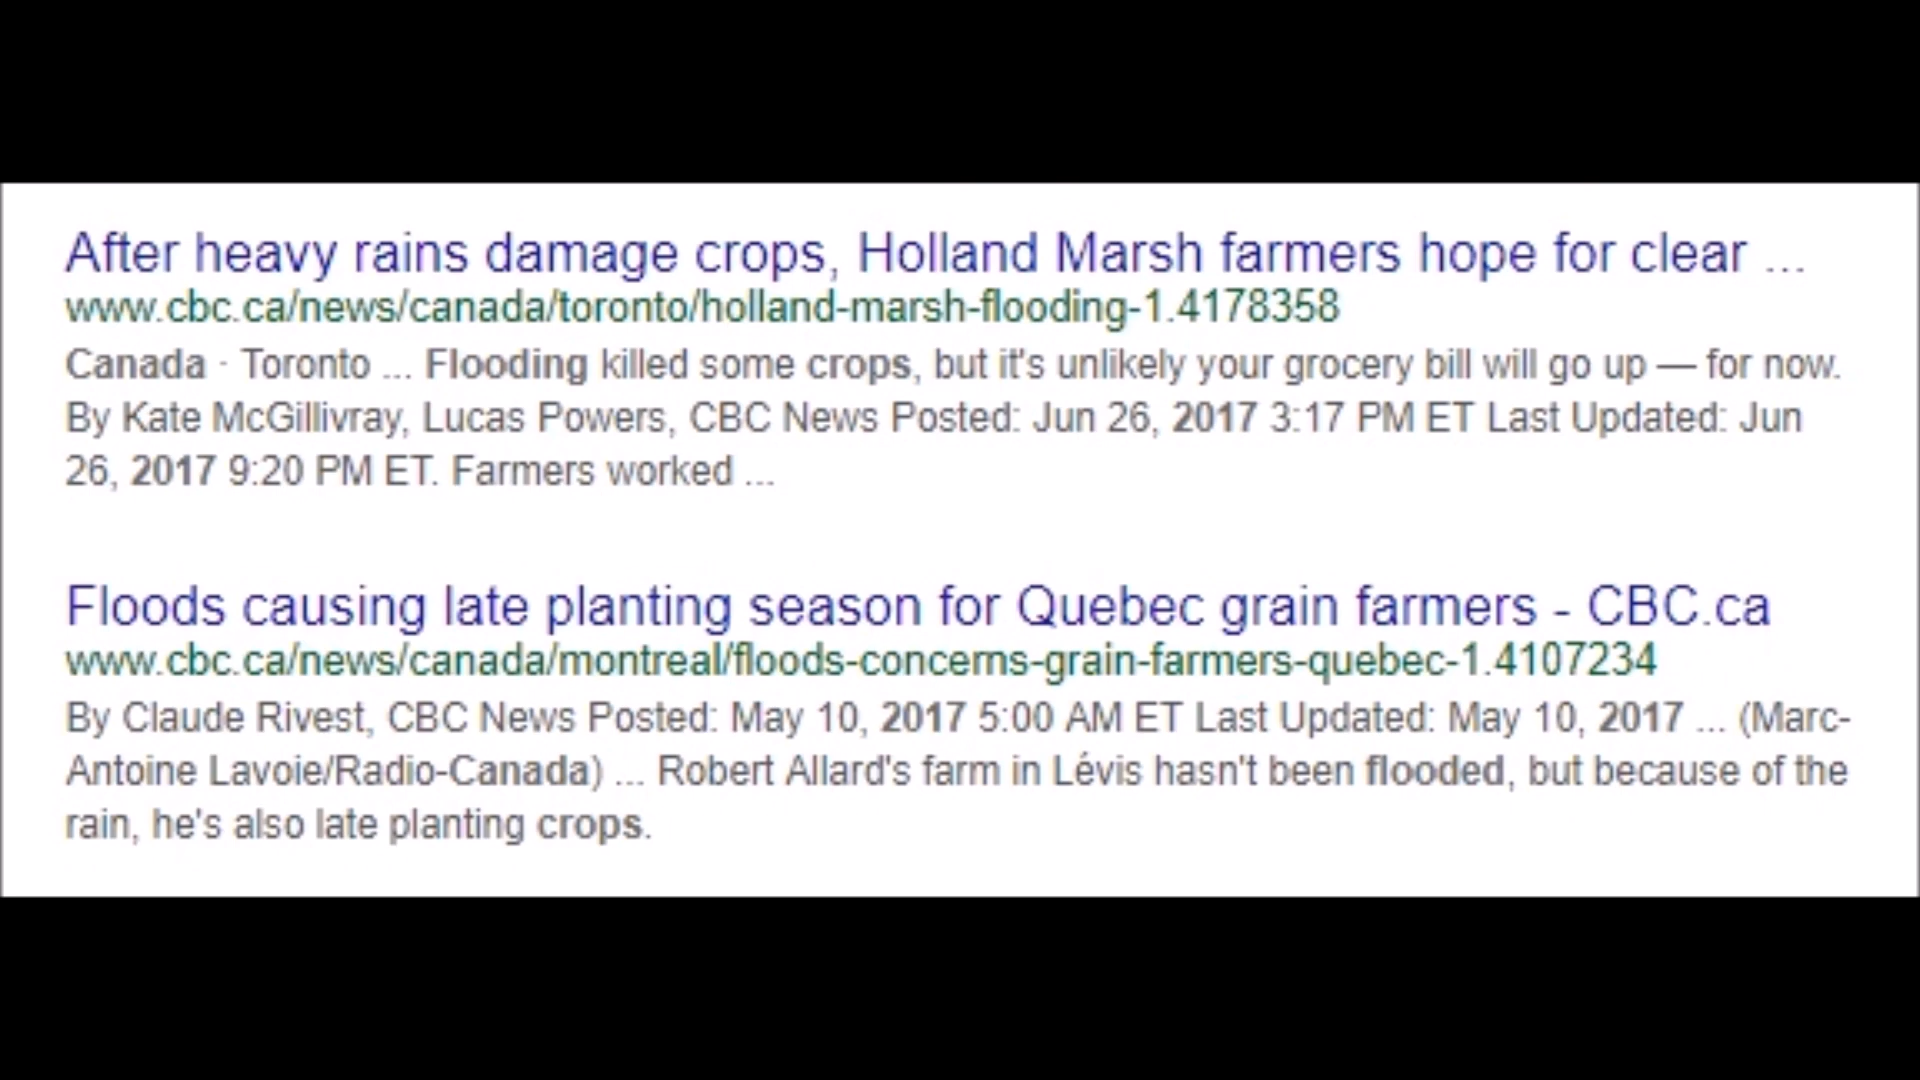 After heavy rains damage crops, Holland Marsh farmers hope for clear ...
www.cbc.ca/news/canada/toronto/holland-marsh-flooding-1.4178358
Canada · Toronto ... Flooding killed some crops, but it's unlikely your grocery bill will go up — for now.
By Kate McGillivray, Lucas Powers, CBC News Posted: Jun 26, 2017 3:17 PM ET Last Updated: Jun
26, 2017 9:20 PM ET. Farmers worked ...
Floods causing late planting season for Quebec grain farmers - CBC.ca
www.cbc.ca/news/canada/montreal/floods-concerns-grain-farmers-quebec-1.4107234
By Claude Rivest, CBC News Posted: May 10, 2017 5:00 AM ET Last Updated: May 10, 2017 ... (Marc-
Antoine Lavoie/Radio-Canada) ... Robert Allard's farm in Lévis hasn't been flooded, but because of the
rain, he's also late planting crops.